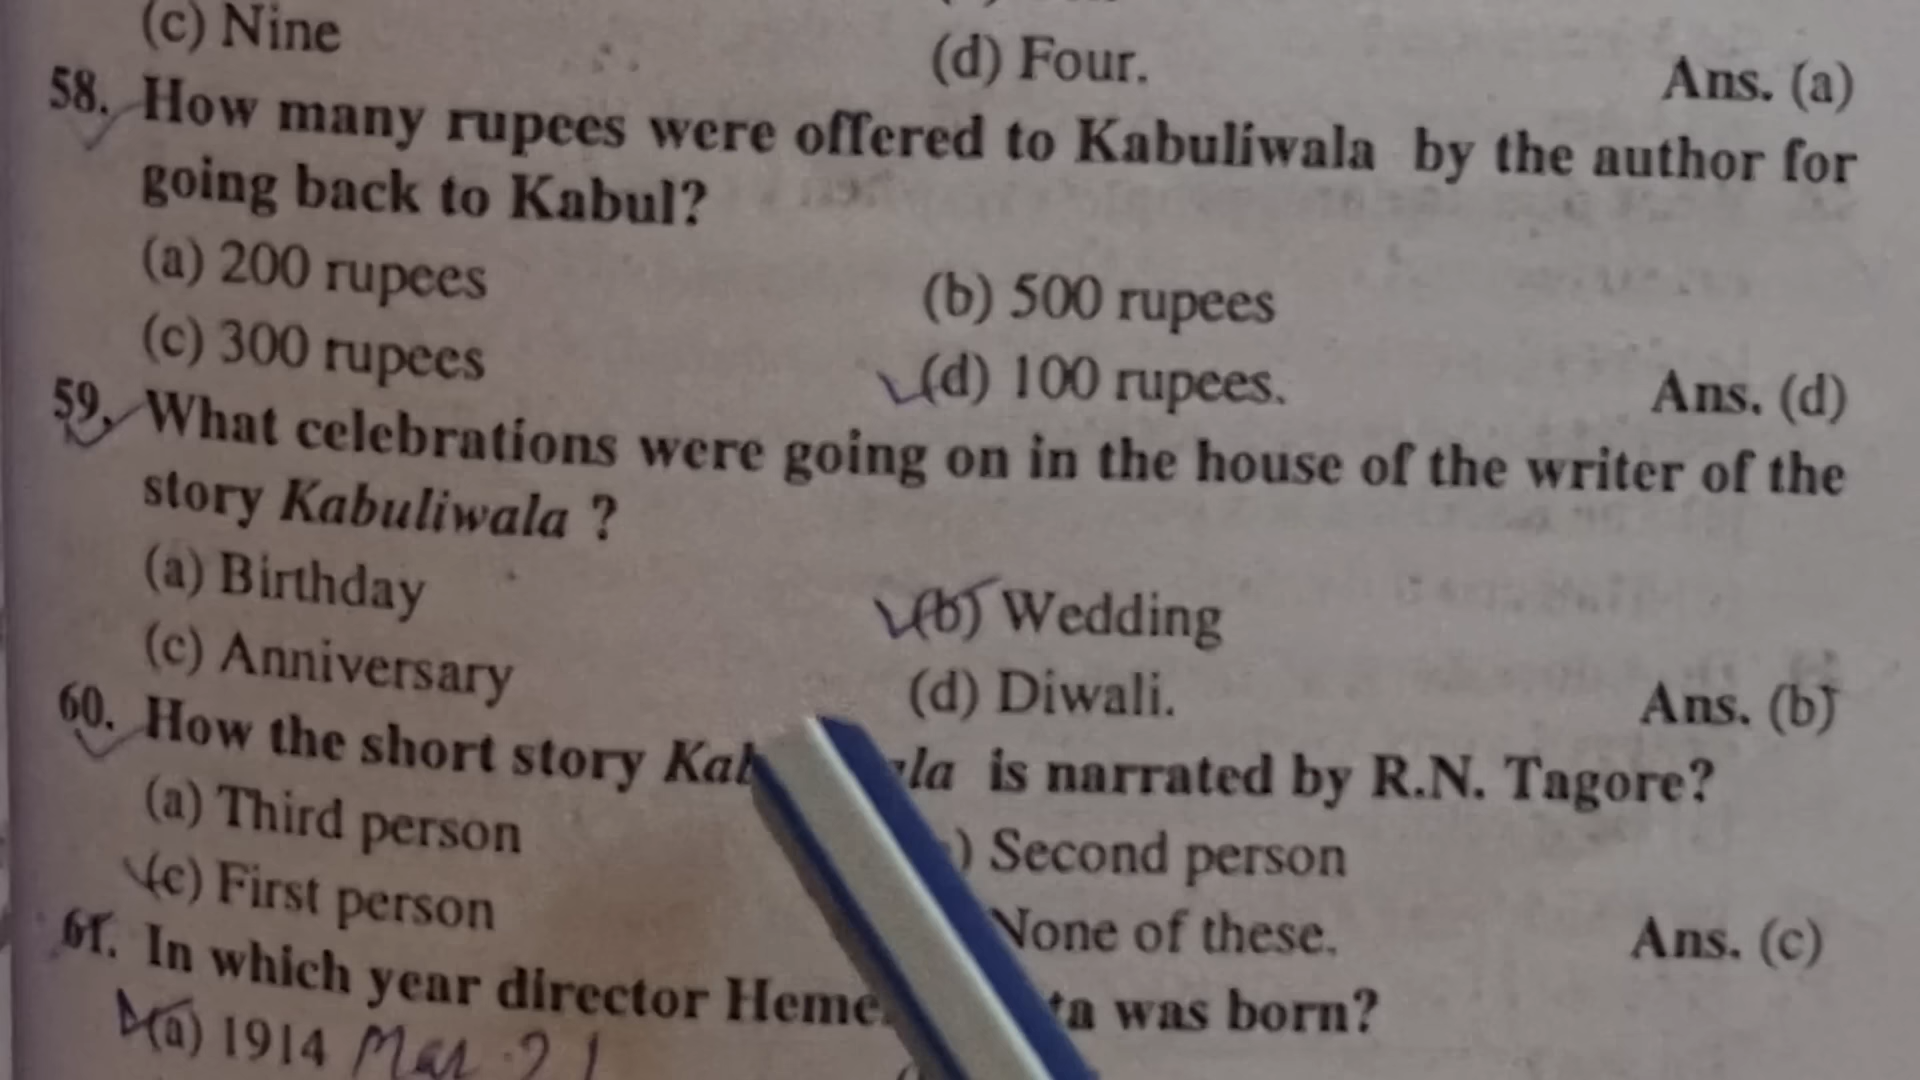 (c) Nine
(d) Four.
Ans. (a)
58. How many rupees were offered to Kabuliwala by the author for
going back to Kabul?
(a) 200 rupees
(b) 500 rupees
(c) 300 rupees
(d) 100 rupees.
Ans. (d)
59. What celebrations were going on in the house of the writer of the
story Kabuliwala ?
(a) Birthday
(b) Wedding
(c) Anniversary
(d) Diwali.
Ans. (b)
60. How the short story is narrated by R.N. Tagore?
(a) Third person
) Second person
(c) First person
None of these.
Ans. (c)
61. In which year director was born?
(a) 1914